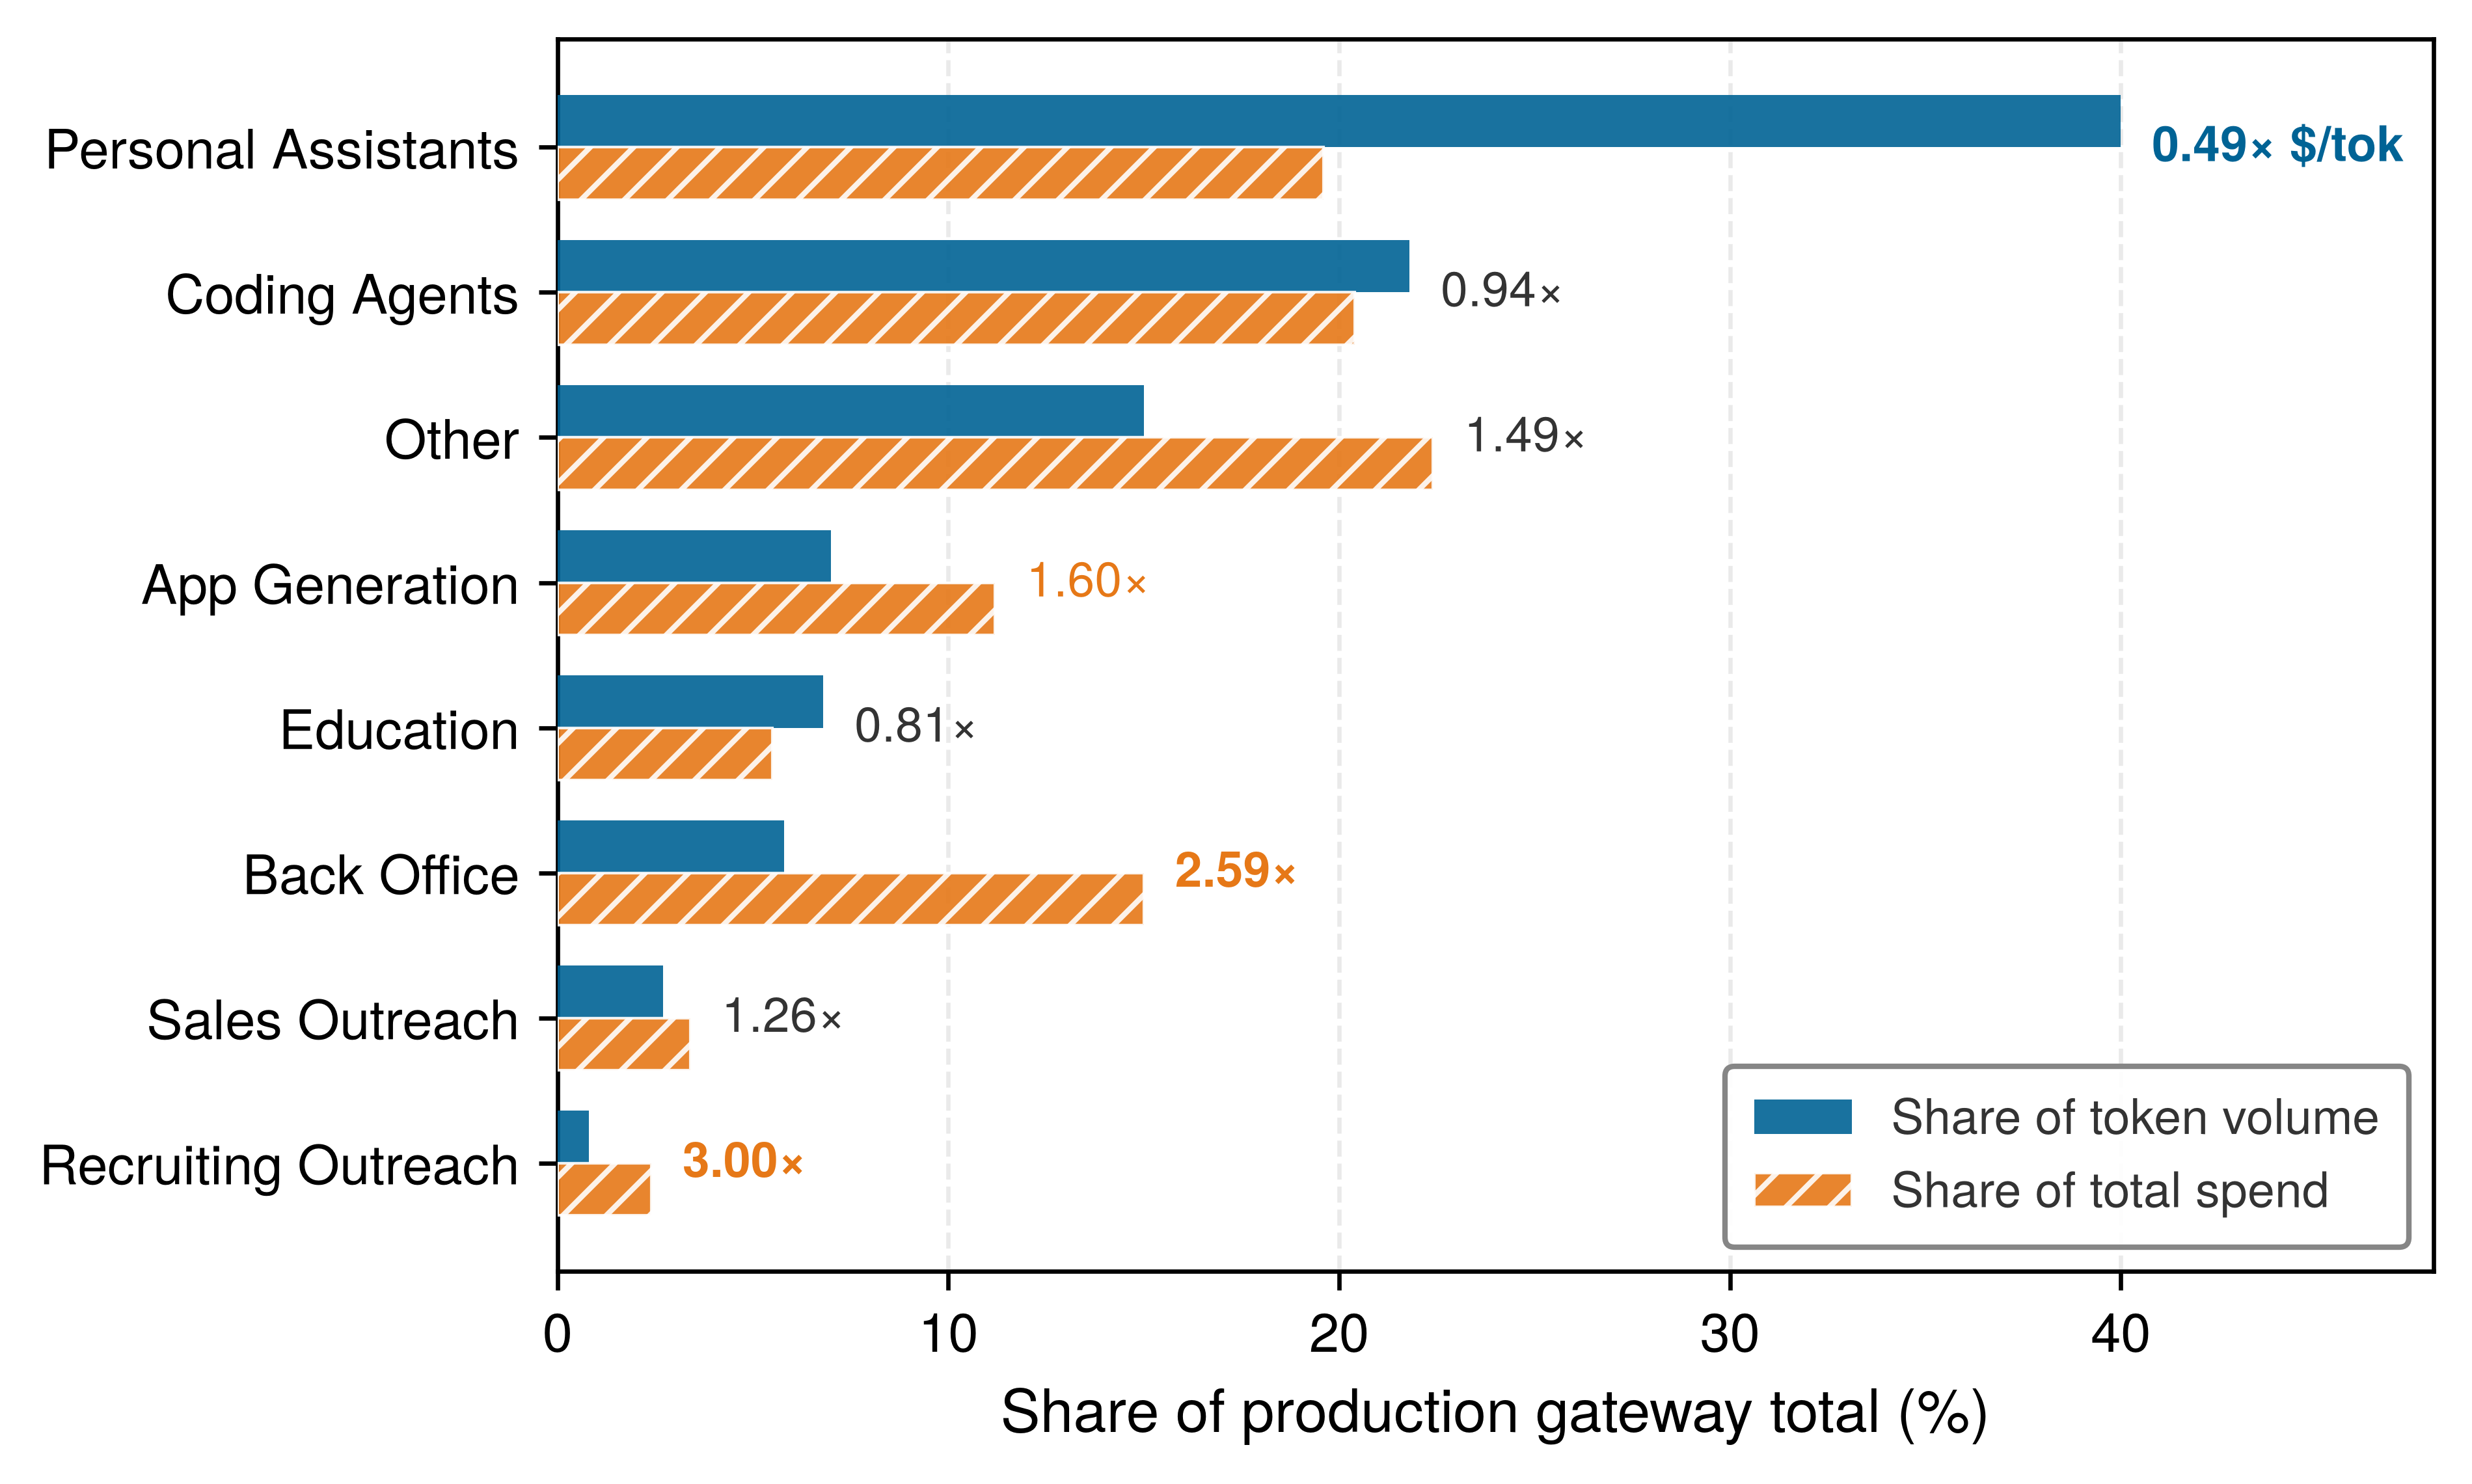 Personal Assistants
0.49× $/tok
Coding Agents
0.94×
Other
1.49×
App Generation
1.60×
Education
0.81×
Back Office
2.59×
Sales Outreach
1.26×
Recruiting Outreach
3.00×
Share of token volume
Share of total spend
0 10 20 30 40
Share of production gateway total (%)